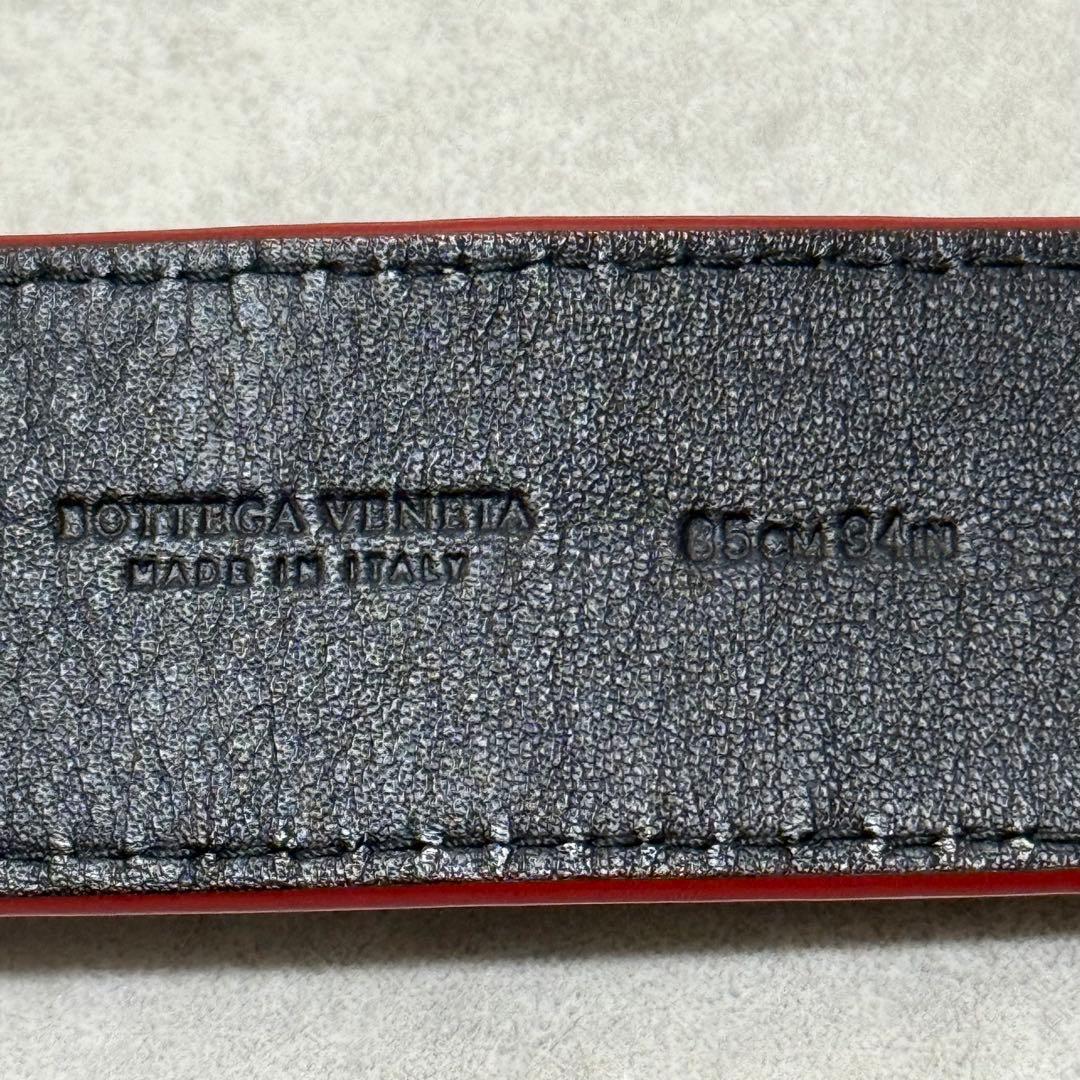 BOTTEGA VENETA
MADE IN ITALY
85CM 34IN